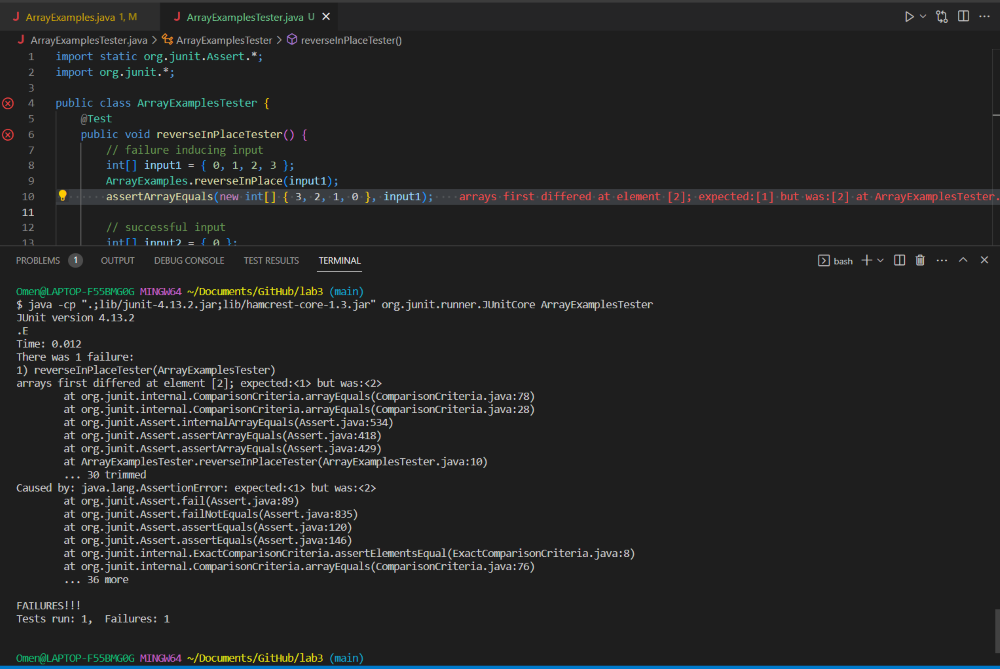 J ArrayExamples.java 1, M
J ArrayExamplesTester.java U
J ArrayExamplesTester.java > ArrayExamplesTester > reverseInPlaceTester()
1 import static org.junit.Assert.*;
2 import org.junit.*;
3
4 public class ArrayExamplesTester {
5 @Test
6 public void reverseInPlaceTester() {
7 // failure inducing input
8 int[] input1 = { 0, 1, 2, 3 };
9 ArrayExamples.reverseInPlace(input1);
10 assertArrayEquals(new int[] { 3, 2, 1, 0 }, input1); arrays first differed at element [2]; expected:[1] but was:[2] at ArrayExamplesTester.
11
12 // successful input
13 int[] input2 = { 0 };
PROBLEMS 1 OUTPUT DEBUG CONSOLE TEST RESULTS TERMINAL bash
Omen@LAPTOP-F55BMG0G MINGW64 ~/Documents/GitHub/lab3 (main)
$ java -cp ".;lib/junit-4.13.2.jar;lib/hamcrest-core-1.3.jar" org.junit.runner.JUnitCore ArrayExamplesTester
JUnit version 4.13.2
.E
Time: 0.012
There was 1 failure:
1) reverseInPlaceTester(ArrayExamplesTester)
arrays first differed at element [2]; expected:<1> but was:<2>
at org.junit.internal.ComparisonCriteria.arrayEquals(ComparisonCriteria.java:78)
at org.junit.internal.ComparisonCriteria.arrayEquals(ComparisonCriteria.java:28)
at org.junit.Assert.internalArrayEquals(Assert.java:534)
at org.junit.Assert.assertArrayEquals(Assert.java:418)
at org.junit.Assert.assertArrayEquals(Assert.java:429)
at ArrayExamplesTester.reverseInPlaceTester(ArrayExamplesTester.java:10)
... 30 trimmed
Caused by: java.lang.AssertionError: expected:<1> but was:<2>
at org.junit.Assert.fail(Assert.java:89)
at org.junit.Assert.failNotEquals(Assert.java:835)
at org.junit.Assert.assertEquals(Assert.java:120)
at org.junit.Assert.assertEquals(Assert.java:146)
at org.junit.internal.ExactComparisonCriteria.assertElementsEqual(ExactComparisonCriteria.java:8)
at org.junit.internal.ComparisonCriteria.arrayEquals(ComparisonCriteria.java:76)
... 36 more
FAILURES!!!
Tests run: 1,  Failures: 1
Omen@LAPTOP-F55BMG0G MINGW64 ~/Documents/GitHub/lab3 (main)